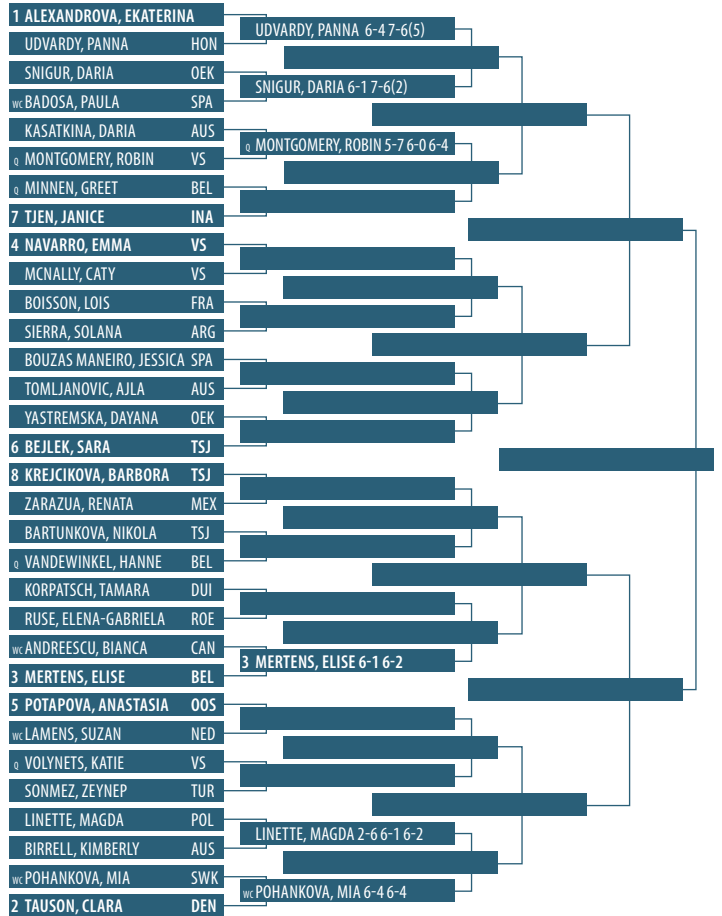 1 ALEXANDROVA, EKATERINA
UDVARDY, PANNA HON
SNIGUR, DARIA OEK
wc BADOSA, PAULA SPA
KASATKINA, DARIA AUS
Q MONTGOMERY, ROBIN VS
Q MINNEN, GREET BEL
7 TJEN, JANICE INA
4 NAVARRO, EMMA VS
MCNALLY, CATY VS
BOISSON, LOIS FRA
SIERRA, SOLANA ARG
BOUZAS MANEIRO, JESSICA SPA
TOMLJANOVIC, AJLA AUS
YASTREMSKA, DAYANA OEK
6 BEJLEK, SARA TSJ
8 KREJCIKOVA, BARBORA TSJ
ZARAZUA, RENATA MEX
BARTUNKOVA, NIKOLA TSJ
Q VANDEWINKEL, HANNE BEL
KORPATSCH, TAMARA DUI
RUSE, ELENA-GABRIELA ROE
wc ANDREESCU, BIANCA CAN
3 MERTENS, ELISE BEL
5 POTAPOVA, ANASTASIA OOS
wc LAMENS, SUZAN NED
Q VOLYNETS, KATIE VS
SONMEZ, ZEYNEP TUR
LINETTE, MAGDA POL
BIRRELL, KIMBERLY AUS
wc POHANKOVA, MIA SWK
2 TAUSON, CLARA DEN
UDVARDY, PANNA 6-4 7-6(5)
SNIGUR, DARIA 6-1 7-6(2)
Q MONTGOMERY, ROBIN 5-7 6-0 6-4
3 MERTENS, ELISE 6-1 6-2
LINETTE, MAGDA 2-6 6-1 6-2
wc POHANKOVA, MIA 6-4 6-4